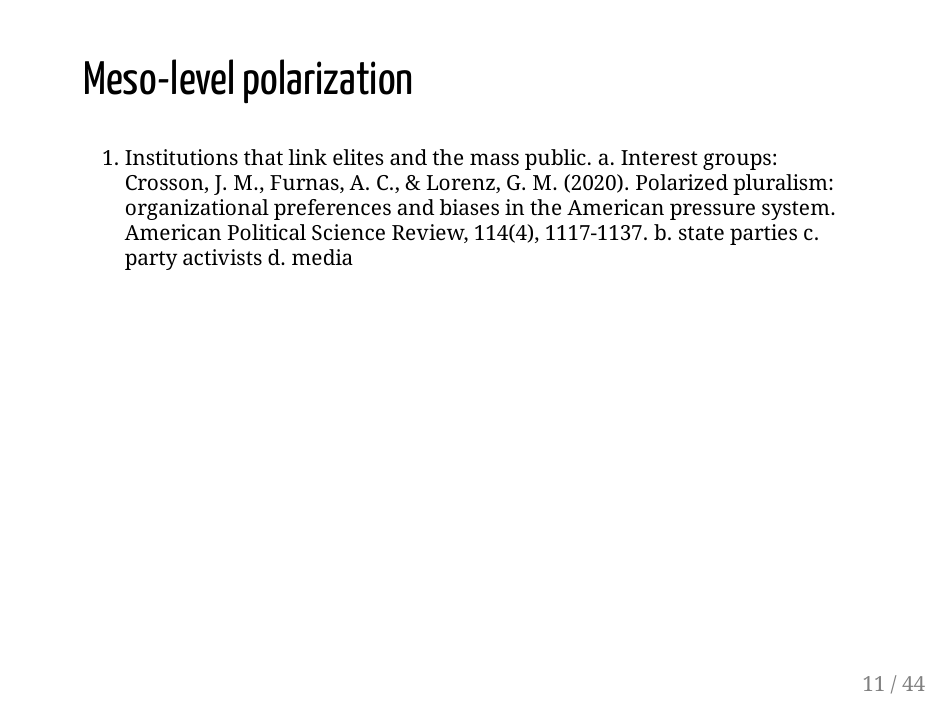 Meso-level polarization
1. Institutions that link elites and the mass public. a. Interest groups:
Crosson, J. M., Furnas, A. C., & Lorenz, G. M. (2020). Polarized pluralism:
organizational preferences and biases in the American pressure system.
American Political Science Review, 114(4), 1117-1137. b. state parties c.
party activists d. media
11 / 44